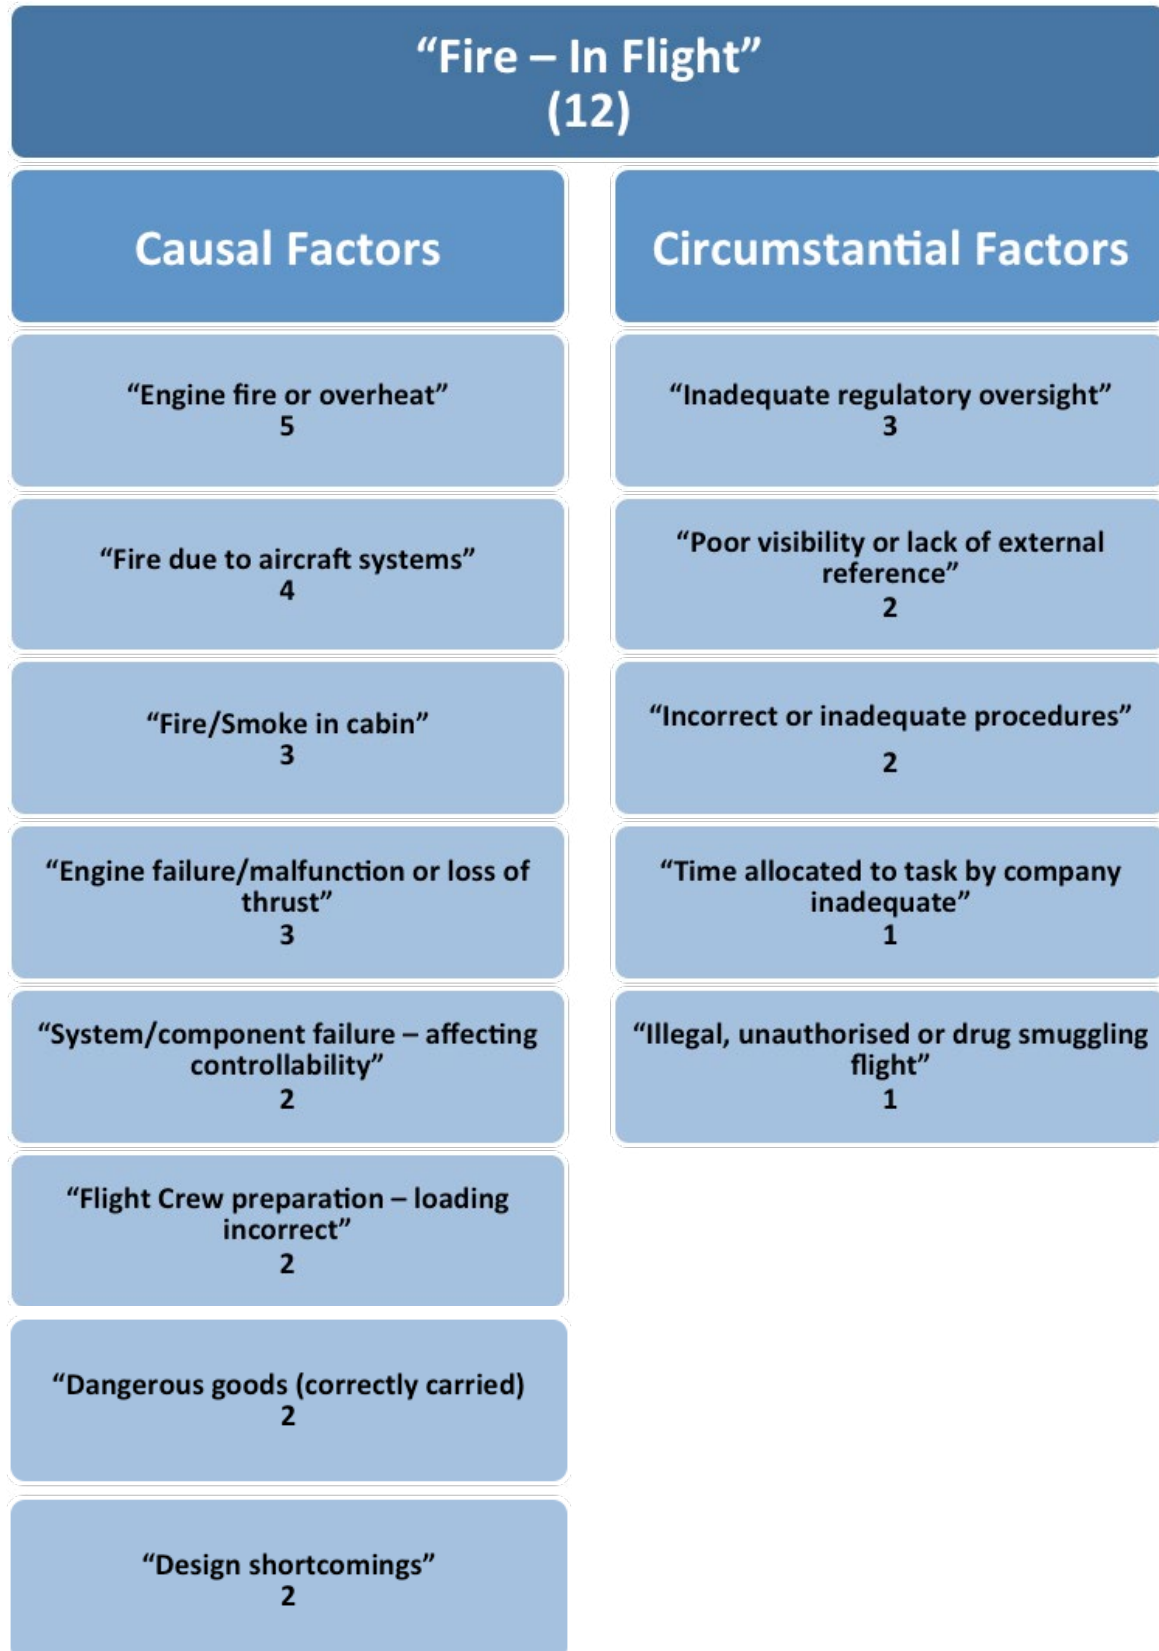 “Fire – In Flight”
(12)
Causal Factors
“Engine fire or overheat”
5
“Fire due to aircraft systems”
4
“Fire/Smoke in cabin”
3
“Engine failure/malfunction or loss of
thrust”
3
“System/component failure – affecting
controllability”
2
“Flight Crew preparation – loading
incorrect”
2
“Dangerous goods (correctly carried)
2
“Design shortcomings”
2
Circumstantial Factors
“Inadequate regulatory oversight”
3
“Poor visibility or lack of external
reference”
2
“Incorrect or inadequate procedures”
2
“Time allocated to task by company
inadequate”
1
“Illegal, unauthorised or drug smuggling
flight”
1